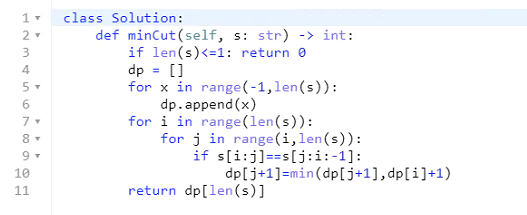 1 class Solution:
2 def minCut(self, s: str) -> int:
3 if len(s)<=1: return 0
4 dp = []
5 for x in range(-1,len(s)):
6 dp.append(x)
7 for i in range(len(s)):
8 for j in range(i,len(s)):
9 if s[i:j]==s[j:i:-1]:
10 dp[j+1]=min(dp[j+1],dp[i]+1)
11 return dp[len(s)]